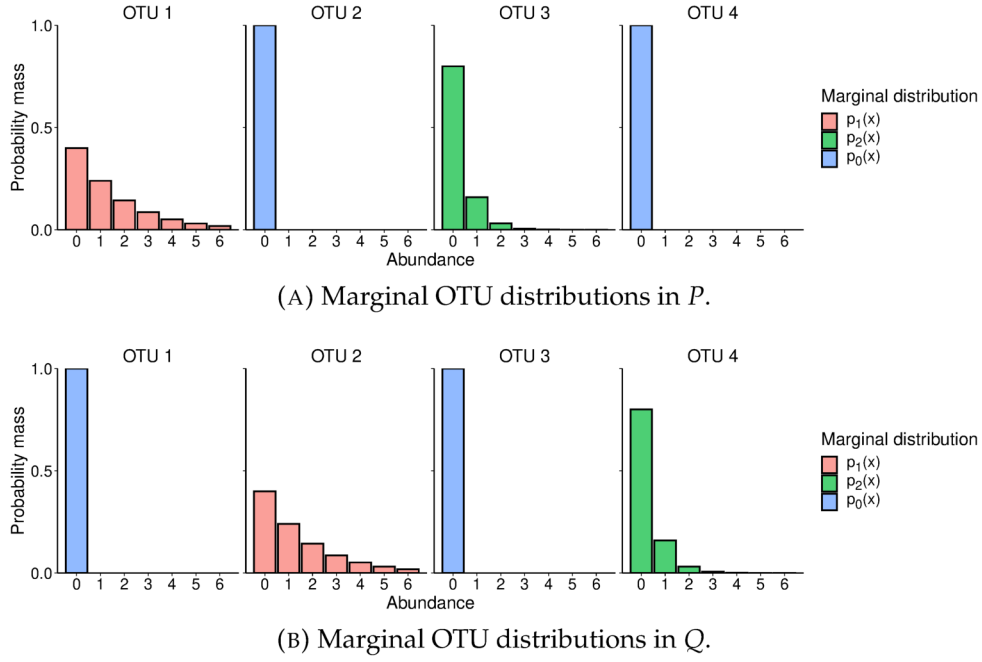 OTU 1 OTU 2 OTU 3 OTU 4
Probability mass
1.0
0.5
0.0
0 1 2 3 4 5 6 0 1 2 3 4 5 6 0 1 2 3 4 5 6 0 1 2 3 4 5 6
Abundance
Marginal distribution
p₁(x)
p₂(x)
p₀(x)
(A) Marginal OTU distributions in P.
OTU 1 OTU 2 OTU 3 OTU 4
Probability mass
1.0
0.5
0.0
0 1 2 3 4 5 6 0 1 2 3 4 5 6 0 1 2 3 4 5 6 0 1 2 3 4 5 6
Abundance
Marginal distribution
p₁(x)
p₂(x)
p₀(x)
(B) Marginal OTU distributions in Q.